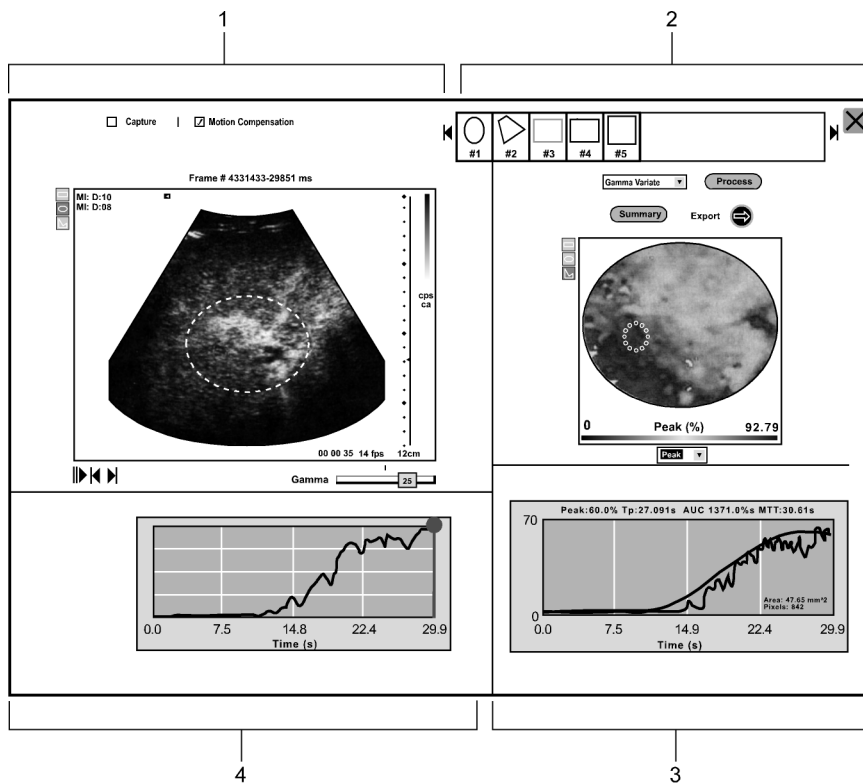 1
2
Capture | Motion Compensation
#1 #2 #3 #4 #5
Frame # 4331433-29851 ms
Gamma Variate
Process
Summary
Export
MI: D:10
MI: D:08
cps
ca
00 00 35 14 fps 12cm
0 Peak (%) 92.79
Peak
Gamma 25
0.0 7.5 14.8 22.4 29.9
Time (s)
Peak:60.0% Tp:27.091s AUC 1371.0%s MTT:30.61s
70
Area: 47.65 mm^2
Pixels: 842
0
0.0 7.5 14.9 22.4 29.9
Time (s)
4
3